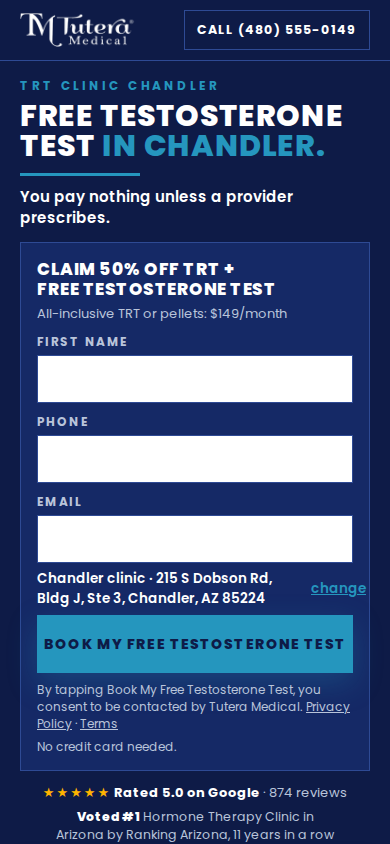 Tutera
Medical
CALL (480) 555-0149
TRT CLINIC CHANDLER
FREE TESTOSTERONE
TEST IN CHANDLER.
You pay nothing unless a provider
prescribes.
CLAIM 50% OFF TRT +
FREE TESTOSTERONE TEST
All-inclusive TRT or pellets: $149/month
FIRST NAME
PHONE
EMAIL
Chandler clinic · 215 S Dobson Rd,
Bldg J, Ste 3, Chandler, AZ 85224
change
BOOK MY FREE TESTOSTERONE TEST
By tapping Book My Free Testosterone Test, you
consent to be contacted by Tutera Medical. Privacy
Policy · Terms
No credit card needed.
★★★★★ Rated 5.0 on Google · 874 reviews
Voted #1 Hormone Therapy Clinic in
Arizona by Ranking Arizona, 11 years in a row